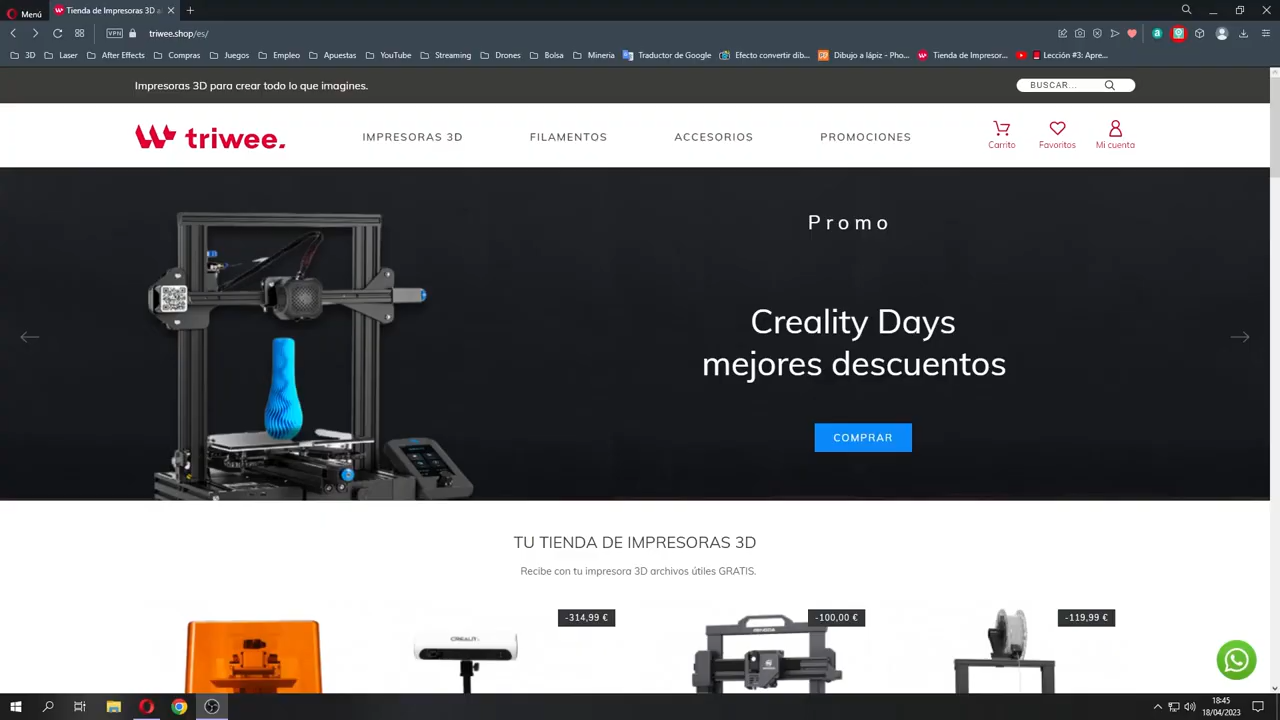 Menú
Tienda de Impresoras 3D
VPN
triwee.shop/es/
3D
Laser
After Effects
Compras
Juegos
Empleo
Apuestas
YouTube
Streaming
Drones
Bolsa
Mineria
Traductor de Google
Efecto convertir dib...
Dibujo a lápiz - Pho...
Tienda de Impresor...
Lección #3: Apre...
Impresoras 3D para crear todo lo que imagines.
BUSCAR...
triwee.
IMPRESORAS 3D
FILAMENTOS
ACCESORIOS
PROMOCIONES
Carrito
Favoritos
Mi cuenta
Promo
Creality Days
mejores descuentos
COMPRAR
TU TIENDA DE IMPRESORAS 3D
Recibe con tu impresora 3D archivos útiles GRATIS.
-314,99 €
-100,00 €
-119,99 €
CREALITY
18:45
18/04/2023